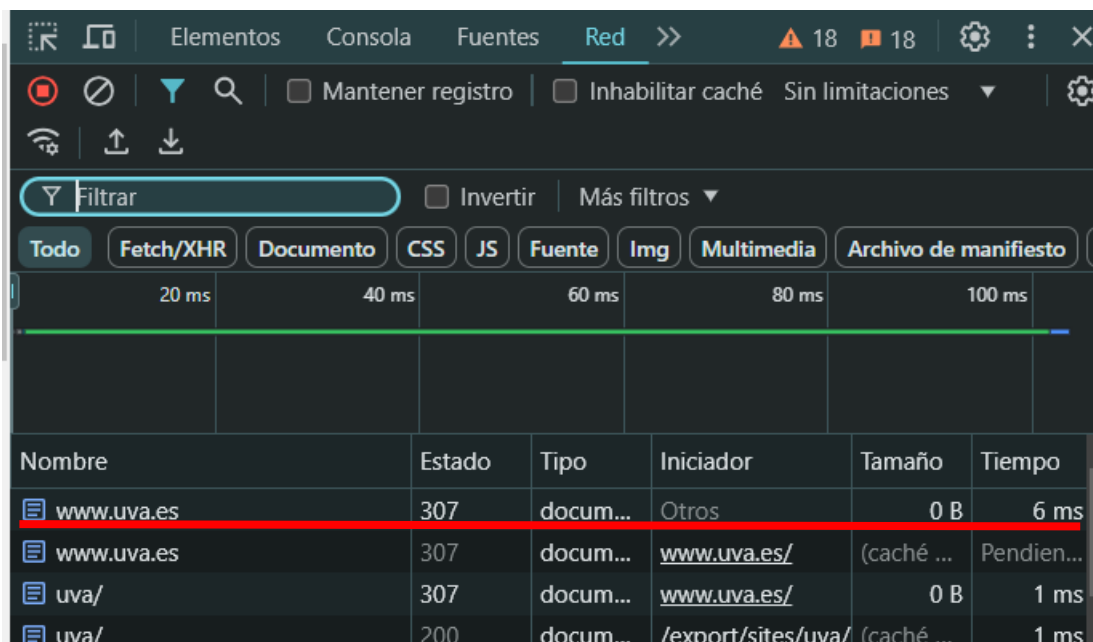 Elementos Consola Fuentes Red 18 18
Mantener registro Inhabilitar caché Sin limitaciones
Filtrar Invertir Más filtros
Todo Fetch/XHR Documento CSS JS Fuente Img Multimedia Archivo de manifiesto
20 ms 40 ms 60 ms 80 ms 100 ms
Nombre Estado Tipo Iniciador Tamaño Tiempo
www.uva.es 307 docum... Otros 0 B 6 ms
www.uva.es 307 docum... www.uva.es/ (caché ... Pendien...
uva/ 307 docum... www.uva.es/ 0 B 1 ms
uva/ 200 docum... /export/sites/uva/ (caché ... 1 ms